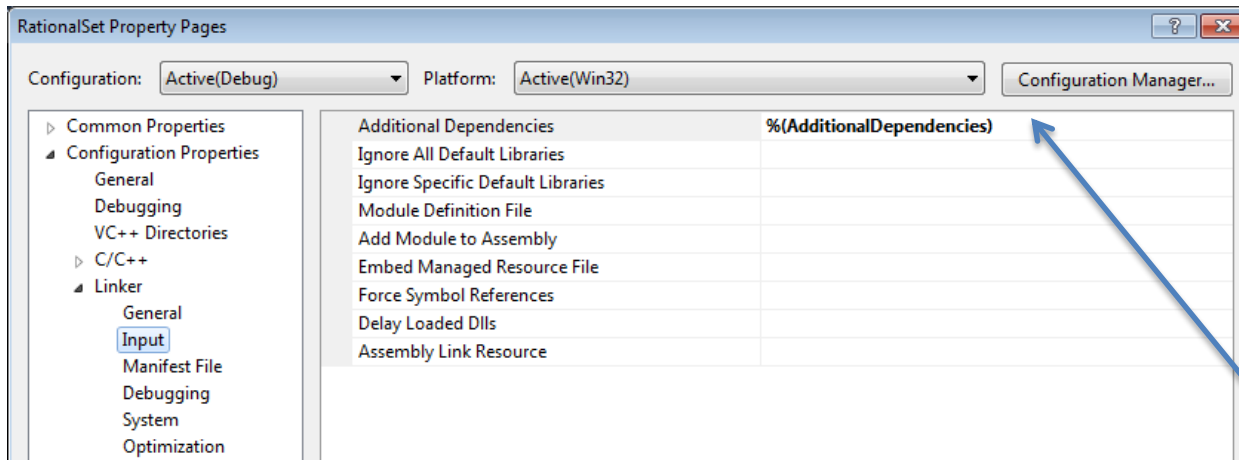 RationalSet Property Pages
Configuration: Active(Debug) Platform: Active(Win32) Configuration Manager...
Common Properties
Configuration Properties
General
Debugging
VC++ Directories
C/C++
Linker
General
Input
Manifest File
Debugging
System
Optimization
Additional Dependencies %(AdditionalDependencies)
Ignore All Default Libraries
Ignore Specific Default Libraries
Module Definition File
Add Module to Assembly
Embed Managed Resource File
Force Symbol References
Delay Loaded Dlls
Assembly Link Resource